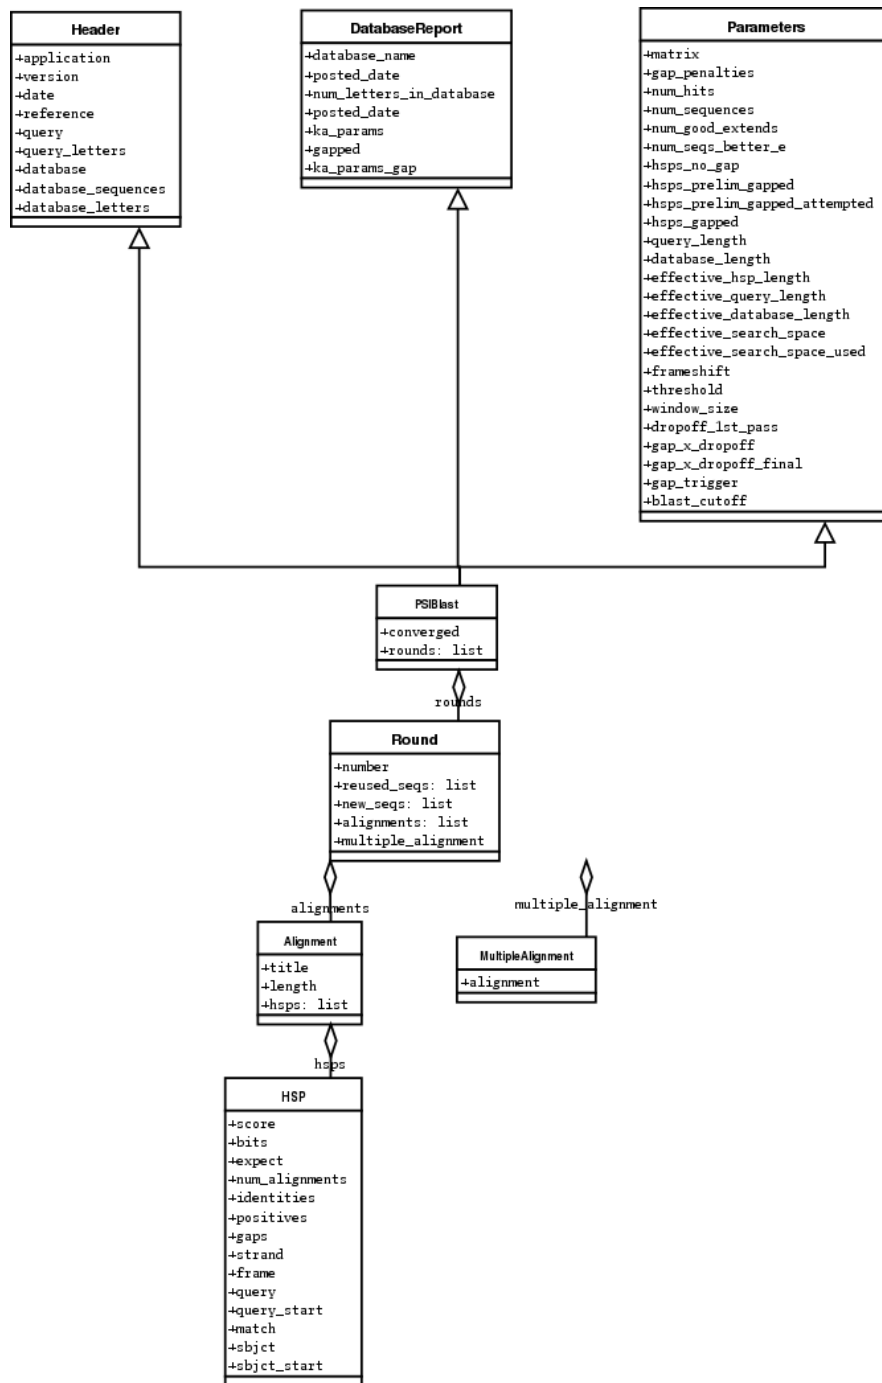 Header
+application
+version
+date
+reference
+query
+query_letters
+database
+database_sequences
+database_letters
DatabaseReport
+database_name
+posted_date
+num_letters_in_database
+posted_date
+ka_params
+gapped
+ka_params_gap
Parameters
+matrix
+gap_penalties
+num_hits
+num_sequences
+num_good_extends
+num_seqs_better_e
+hsps_no_gap
+hsps_prelim_gapped
+hsps_prelim_gapped_attempted
+hsps_gapped
+query_length
+database_length
+effective_hsp_length
+effective_query_length
+effective_database_length
+effective_search_space
+effective_search_space_used
+frameshift
+threshold
+window_size
+dropoff_1st_pass
+gap_x_dropoff
+gap_x_dropoff_final
+gap_trigger
+blast_cutoff
PSIBlast
+converged
+rounds: list
rounds
Round
+number
+reused_seqs: list
+new_seqs: list
+alignments: list
+multiple_alignment
alignments
multiple_alignment
Alignment
+title
+length
+hsps: list
MultipleAlignment
+alignment
hsps
HSP
+score
+bits
+expect
+num_alignments
+identities
+positives
+gaps
+strand
+frame
+query
+query_start
+match
+sbjct
+sbjct_start